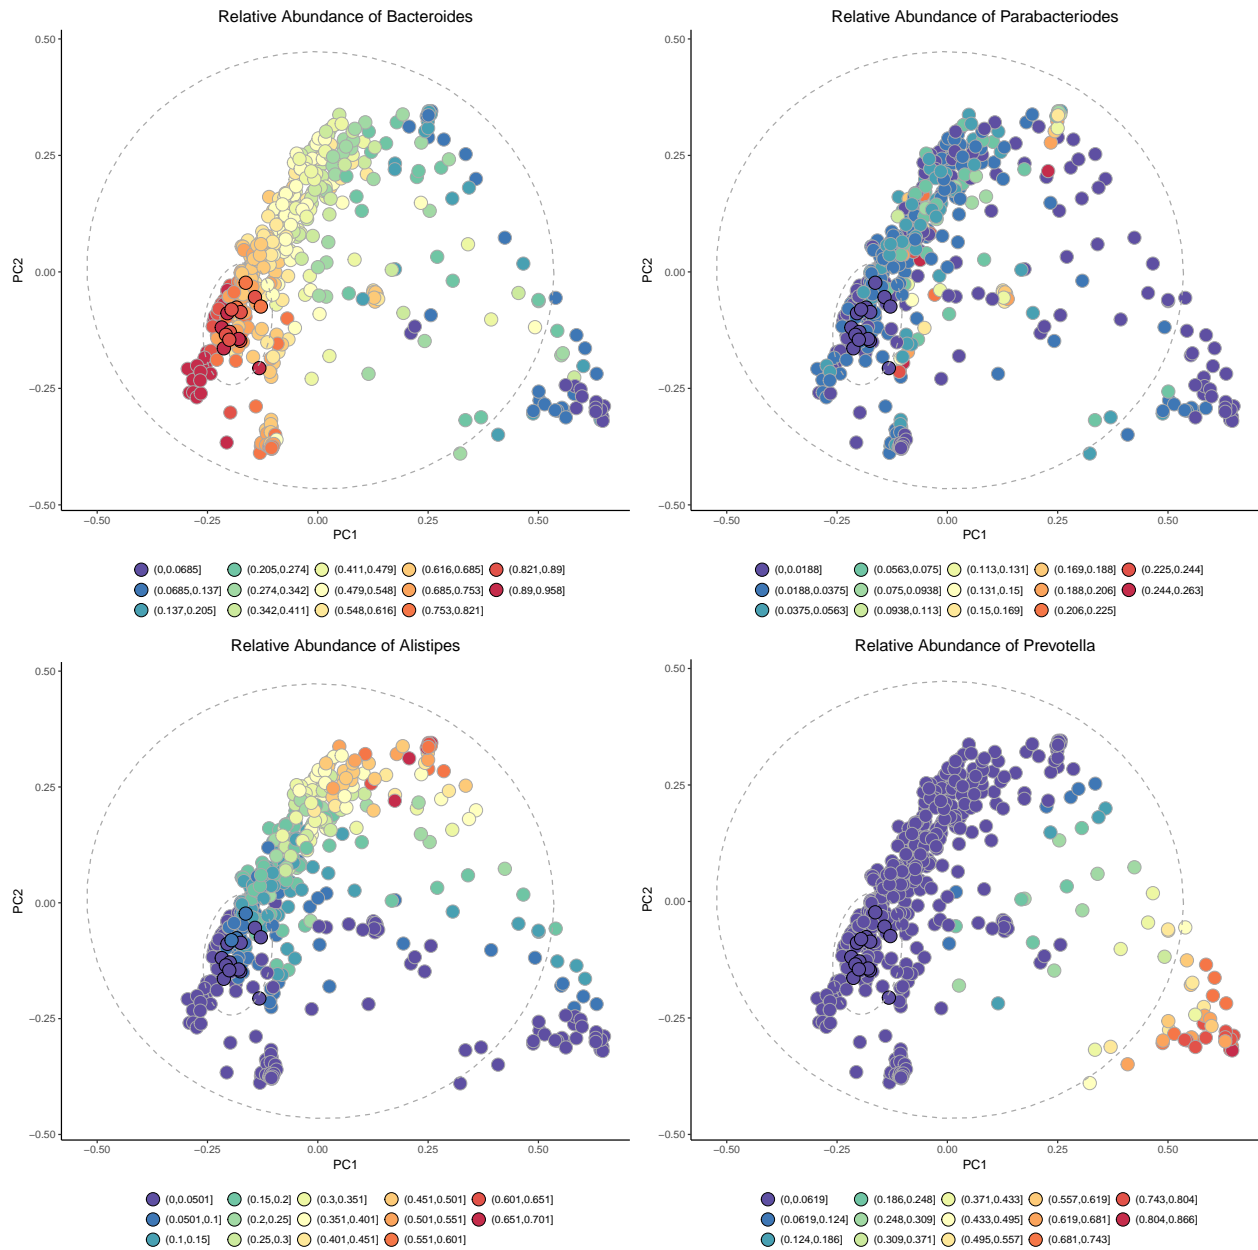 Relative Abundance of Bacteroides
0.50
0.25
0.00
−0.25
−0.50
PC2
−0.50 −0.25 0.00 0.25 0.50
PC1
(0,0.0685] (0.205,0.274] (0.411,0.479] (0.616,0.685] (0.821,0.89]
(0.0685,0.137] (0.274,0.342] (0.479,0.548] (0.685,0.753] (0.89,0.958]
(0.137,0.205] (0.342,0.411] (0.548,0.616] (0.753,0.821]
Relative Abundance of Parabacteriodes
0.50
0.25
0.00
−0.25
−0.50
PC2
−0.50 −0.25 0.00 0.25 0.50
PC1
(0,0.0188] (0.0563,0.075] (0.113,0.131] (0.169,0.188] (0.225,0.244]
(0.0188,0.0375] (0.075,0.0938] (0.131,0.15] (0.188,0.206] (0.244,0.263]
(0.0375,0.0563] (0.0938,0.113] (0.15,0.169] (0.206,0.225]
Relative Abundance of Alistipes
0.50
0.25
0.00
−0.25
−0.50
PC2
−0.50 −0.25 0.00 0.25 0.50
PC1
(0,0.0501] (0.15,0.2] (0.3,0.351] (0.451,0.501] (0.601,0.651]
(0.0501,0.1] (0.2,0.25] (0.351,0.401] (0.501,0.551] (0.651,0.701]
(0.1,0.15] (0.25,0.3] (0.401,0.451] (0.551,0.601]
Relative Abundance of Prevotella
0.50
0.25
0.00
−0.25
−0.50
PC2
−0.50 −0.25 0.00 0.25 0.50
PC1
(0,0.0619] (0.186,0.248] (0.371,0.433] (0.557,0.619] (0.743,0.804]
(0.0619,0.124] (0.248,0.309] (0.433,0.495] (0.619,0.681] (0.804,0.866]
(0.124,0.186] (0.309,0.371] (0.495,0.557] (0.681,0.743]